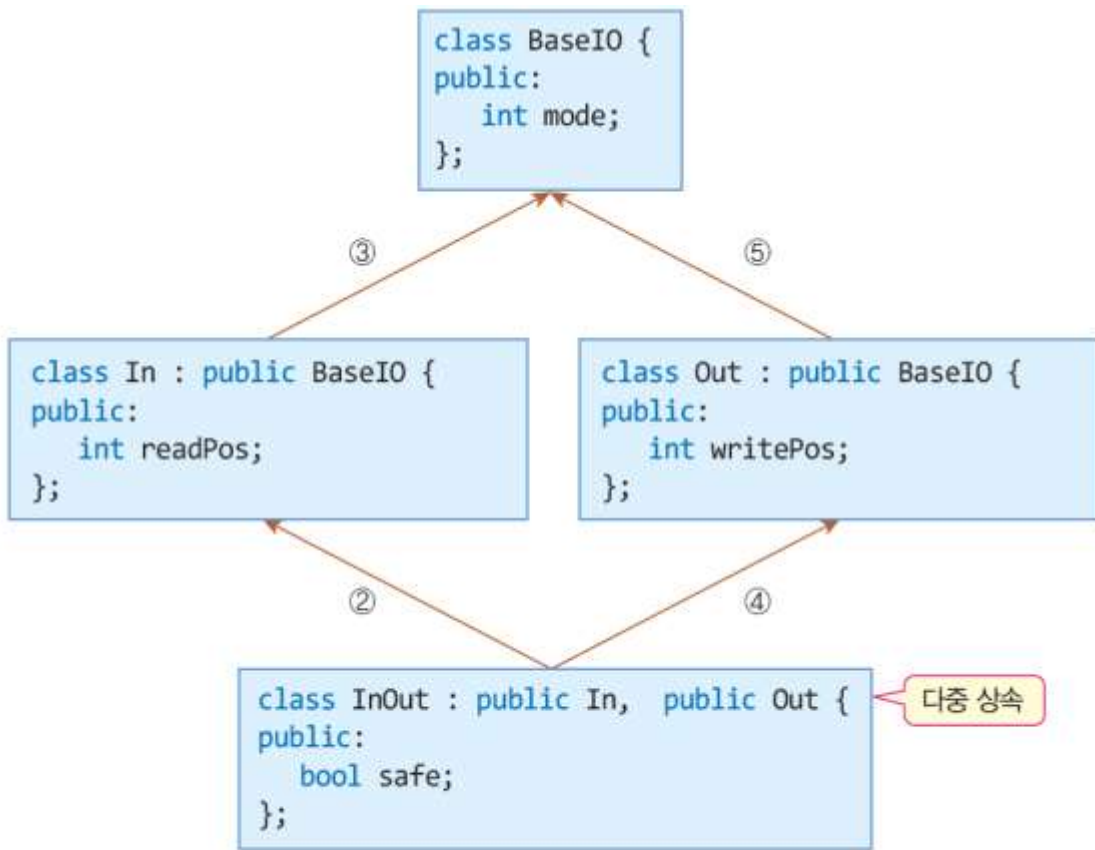 class BaseIO {
public:
int mode;
};
③
⑤
class In : public BaseIO {
public:
int readPos;
};
class Out : public BaseIO {
public:
int writePos;
};
②
④
class InOut : public In, public Out {
public:
bool safe;
};
다중 상속